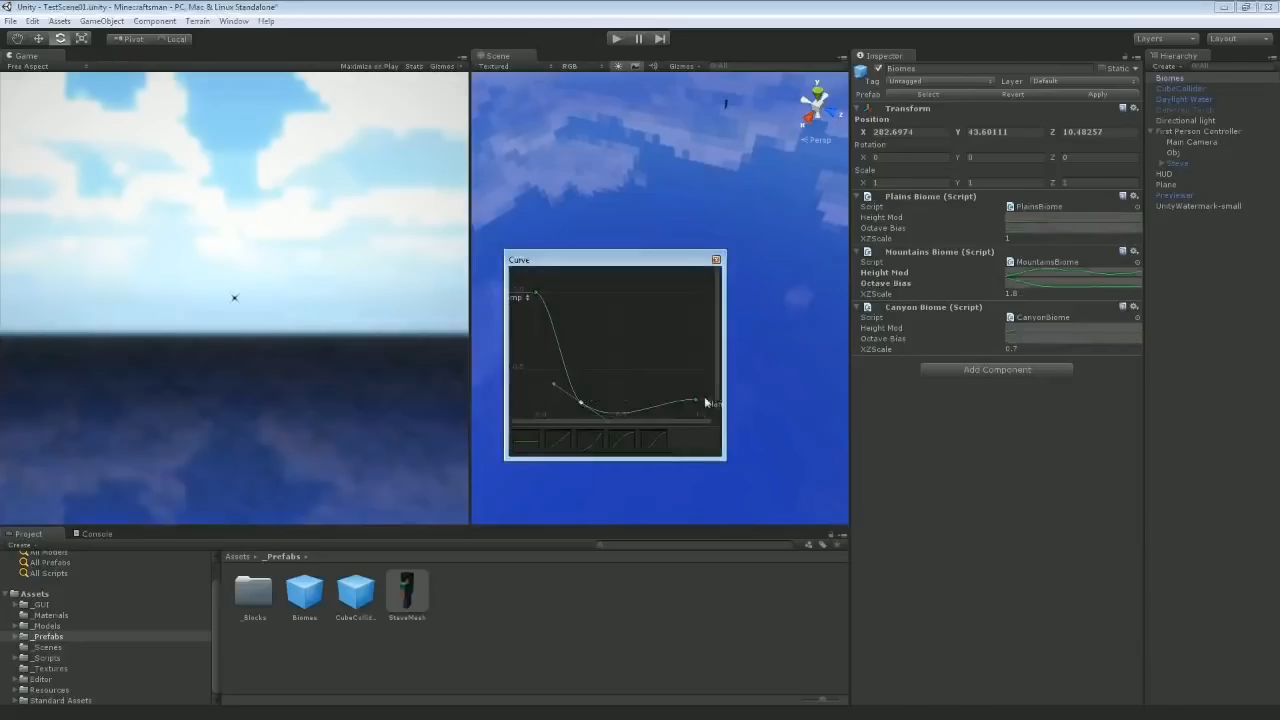 Unity - TestScene01.unity - Minecraftsman - PC, Mac & Linux Standalone*
File Edit Assets GameObject Component Terrain Window Help
Pivot Local Layers Layout
Game
Free Aspect Maximize on Play Stats Gizmos
Scene
Textured RGB Gizmos All
y
x
z
Persp
Curve
Inspector
Biomes Static
Tag Untagged Layer Default
Prefab Select Revert Apply
Transform
Position
X 282.6974 Y 43.60111 Z 10.48257
Rotation
X 0 Y 0 Z 0
Scale
X 1 Y 1 Z 1
Plains Biome (Script)
Script PlainsBiome
Height Mod
Octave Bias
XZScale 1
Mountains Biome (Script)
Script MountainsBiome
Height Mod
Octave Bias
XZScale 1.8
Canyon Biome (Script)
Script CanyonBiome
Height Mod
Octave Bias
XZScale 0.7
Add Component
Hierarchy
Create All
Biomes
CubeCollider
Daylight Water
Directional light
First Person Controller
Main Camera
Obj
Steve
HUD
Plane
Previewer
UnityWatermark-small
Project Console
Create
All Models
All Prefabs
All Scripts
Assets
_GUI
_Materials
_Models
_Prefabs
_Scenes
_Scripts
_Textures
Editor
Resources
Standard Assets
Assets _Prefabs
_Blocks Biomes CubeCollid... SteveMesh